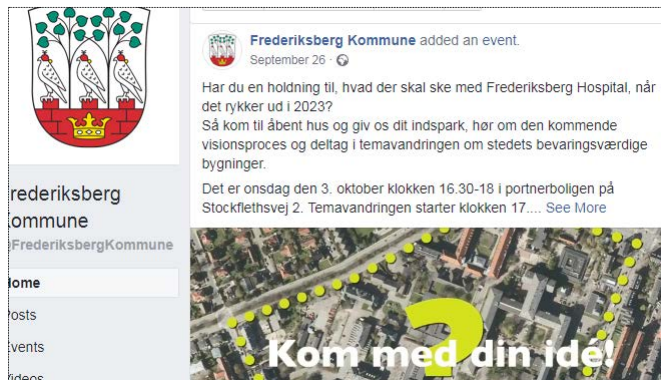 Frederiksberg Kommune added an event.
September 26
Har du en holdning til, hvad der skal ske med Frederiksberg Hospital, når
det rykker ud i 2023?
Så kom til åbent hus og giv os dit indspark, hør om den kommende
visionsproces og deltag i temavandringen om stedets bevaringsværdige
bygninger.
Det er onsdag den 3. oktober klokken 16.30-18 i portnerboligen på
Stockflethsvej 2. Temavandringen starter klokken 17.... See More
?
Kom med din idé!
rederiksberg
Kommune
@FrederiksbergKommune
Home
Posts
Events
Videos